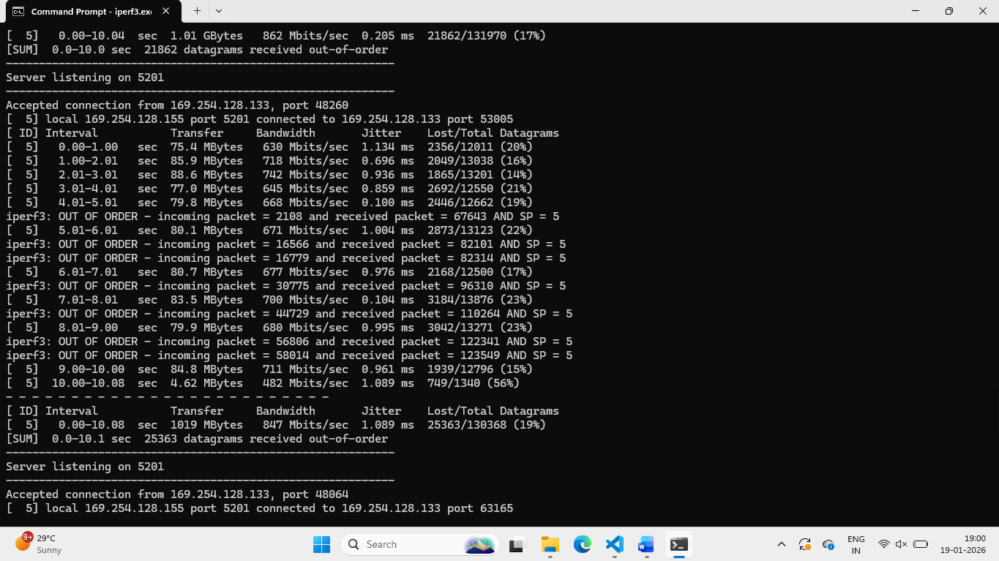 Command Prompt - iperf3.exe
[  5]   0.00-10.04  sec  1.01 GBytes   862 Mbits/sec  0.205 ms  21862/131970 (17%)
[SUM]  0.0-10.0 sec  21862 datagrams received out-of-order
-----------------------------------------------------------
Server listening on 5201
-----------------------------------------------------------
Accepted connection from 169.254.128.133, port 48260
[  5] local 169.254.128.155 port 5201 connected to 169.254.128.133 port 53005
[ ID] Interval           Transfer     Bandwidth       Jitter    Lost/Total Datagrams
[  5]   0.00-1.00   sec  75.4 MBytes   630 Mbits/sec  1.134 ms  2356/12011 (20%)
[  5]   1.00-2.01   sec  85.9 MBytes   718 Mbits/sec  0.696 ms  2049/13038 (16%)
[  5]   2.01-3.01   sec  88.6 MBytes   742 Mbits/sec  0.936 ms  1865/13201 (14%)
[  5]   3.01-4.01   sec  77.0 MBytes   645 Mbits/sec  0.859 ms  2692/12550 (21%)
[  5]   4.01-5.01   sec  79.8 MBytes   668 Mbits/sec  0.100 ms  2446/12662 (19%)
iperf3: OUT OF ORDER - incoming packet = 2108 and received packet = 67643 AND SP = 5
[  5]   5.01-6.01   sec  80.1 MBytes   671 Mbits/sec  1.004 ms  2873/13123 (22%)
iperf3: OUT OF ORDER - incoming packet = 16566 and received packet = 82101 AND SP = 5
iperf3: OUT OF ORDER - incoming packet = 16779 and received packet = 82314 AND SP = 5
[  5]   6.01-7.01   sec  80.7 MBytes   677 Mbits/sec  0.976 ms  2168/12500 (17%)
iperf3: OUT OF ORDER - incoming packet = 30775 and received packet = 96310 AND SP = 5
[  5]   7.01-8.01   sec  83.5 MBytes   700 Mbits/sec  0.104 ms  3184/13876 (23%)
iperf3: OUT OF ORDER - incoming packet = 44729 and received packet = 110264 AND SP = 5
[  5]   8.01-9.00   sec  79.9 MBytes   680 Mbits/sec  0.995 ms  3042/13271 (23%)
iperf3: OUT OF ORDER - incoming packet = 56806 and received packet = 122341 AND SP = 5
iperf3: OUT OF ORDER - incoming packet = 58014 and received packet = 123549 AND SP = 5
[  5]   9.00-10.00  sec  84.8 MBytes   711 Mbits/sec  0.961 ms  1939/12796 (15%)
[  5]  10.00-10.08  sec  4.62 MBytes   482 Mbits/sec  1.089 ms  749/1340 (56%)
- - - - - - - - - - - - - - - - - - - - - - - - -
[ ID] Interval           Transfer     Bandwidth       Jitter    Lost/Total Datagrams
[  5]   0.00-10.08  sec  1019 MBytes   847 Mbits/sec  1.089 ms  25363/130368 (19%)
[SUM]  0.0-10.1 sec  25363 datagrams received out-of-order
-----------------------------------------------------------
Server listening on 5201
-----------------------------------------------------------
Accepted connection from 169.254.128.133, port 48064
[  5] local 169.254.128.155 port 5201 connected to 169.254.128.133 port 63165
9+
29°C
Sunny
Search
ENG
IN
19:00
19-01-2026